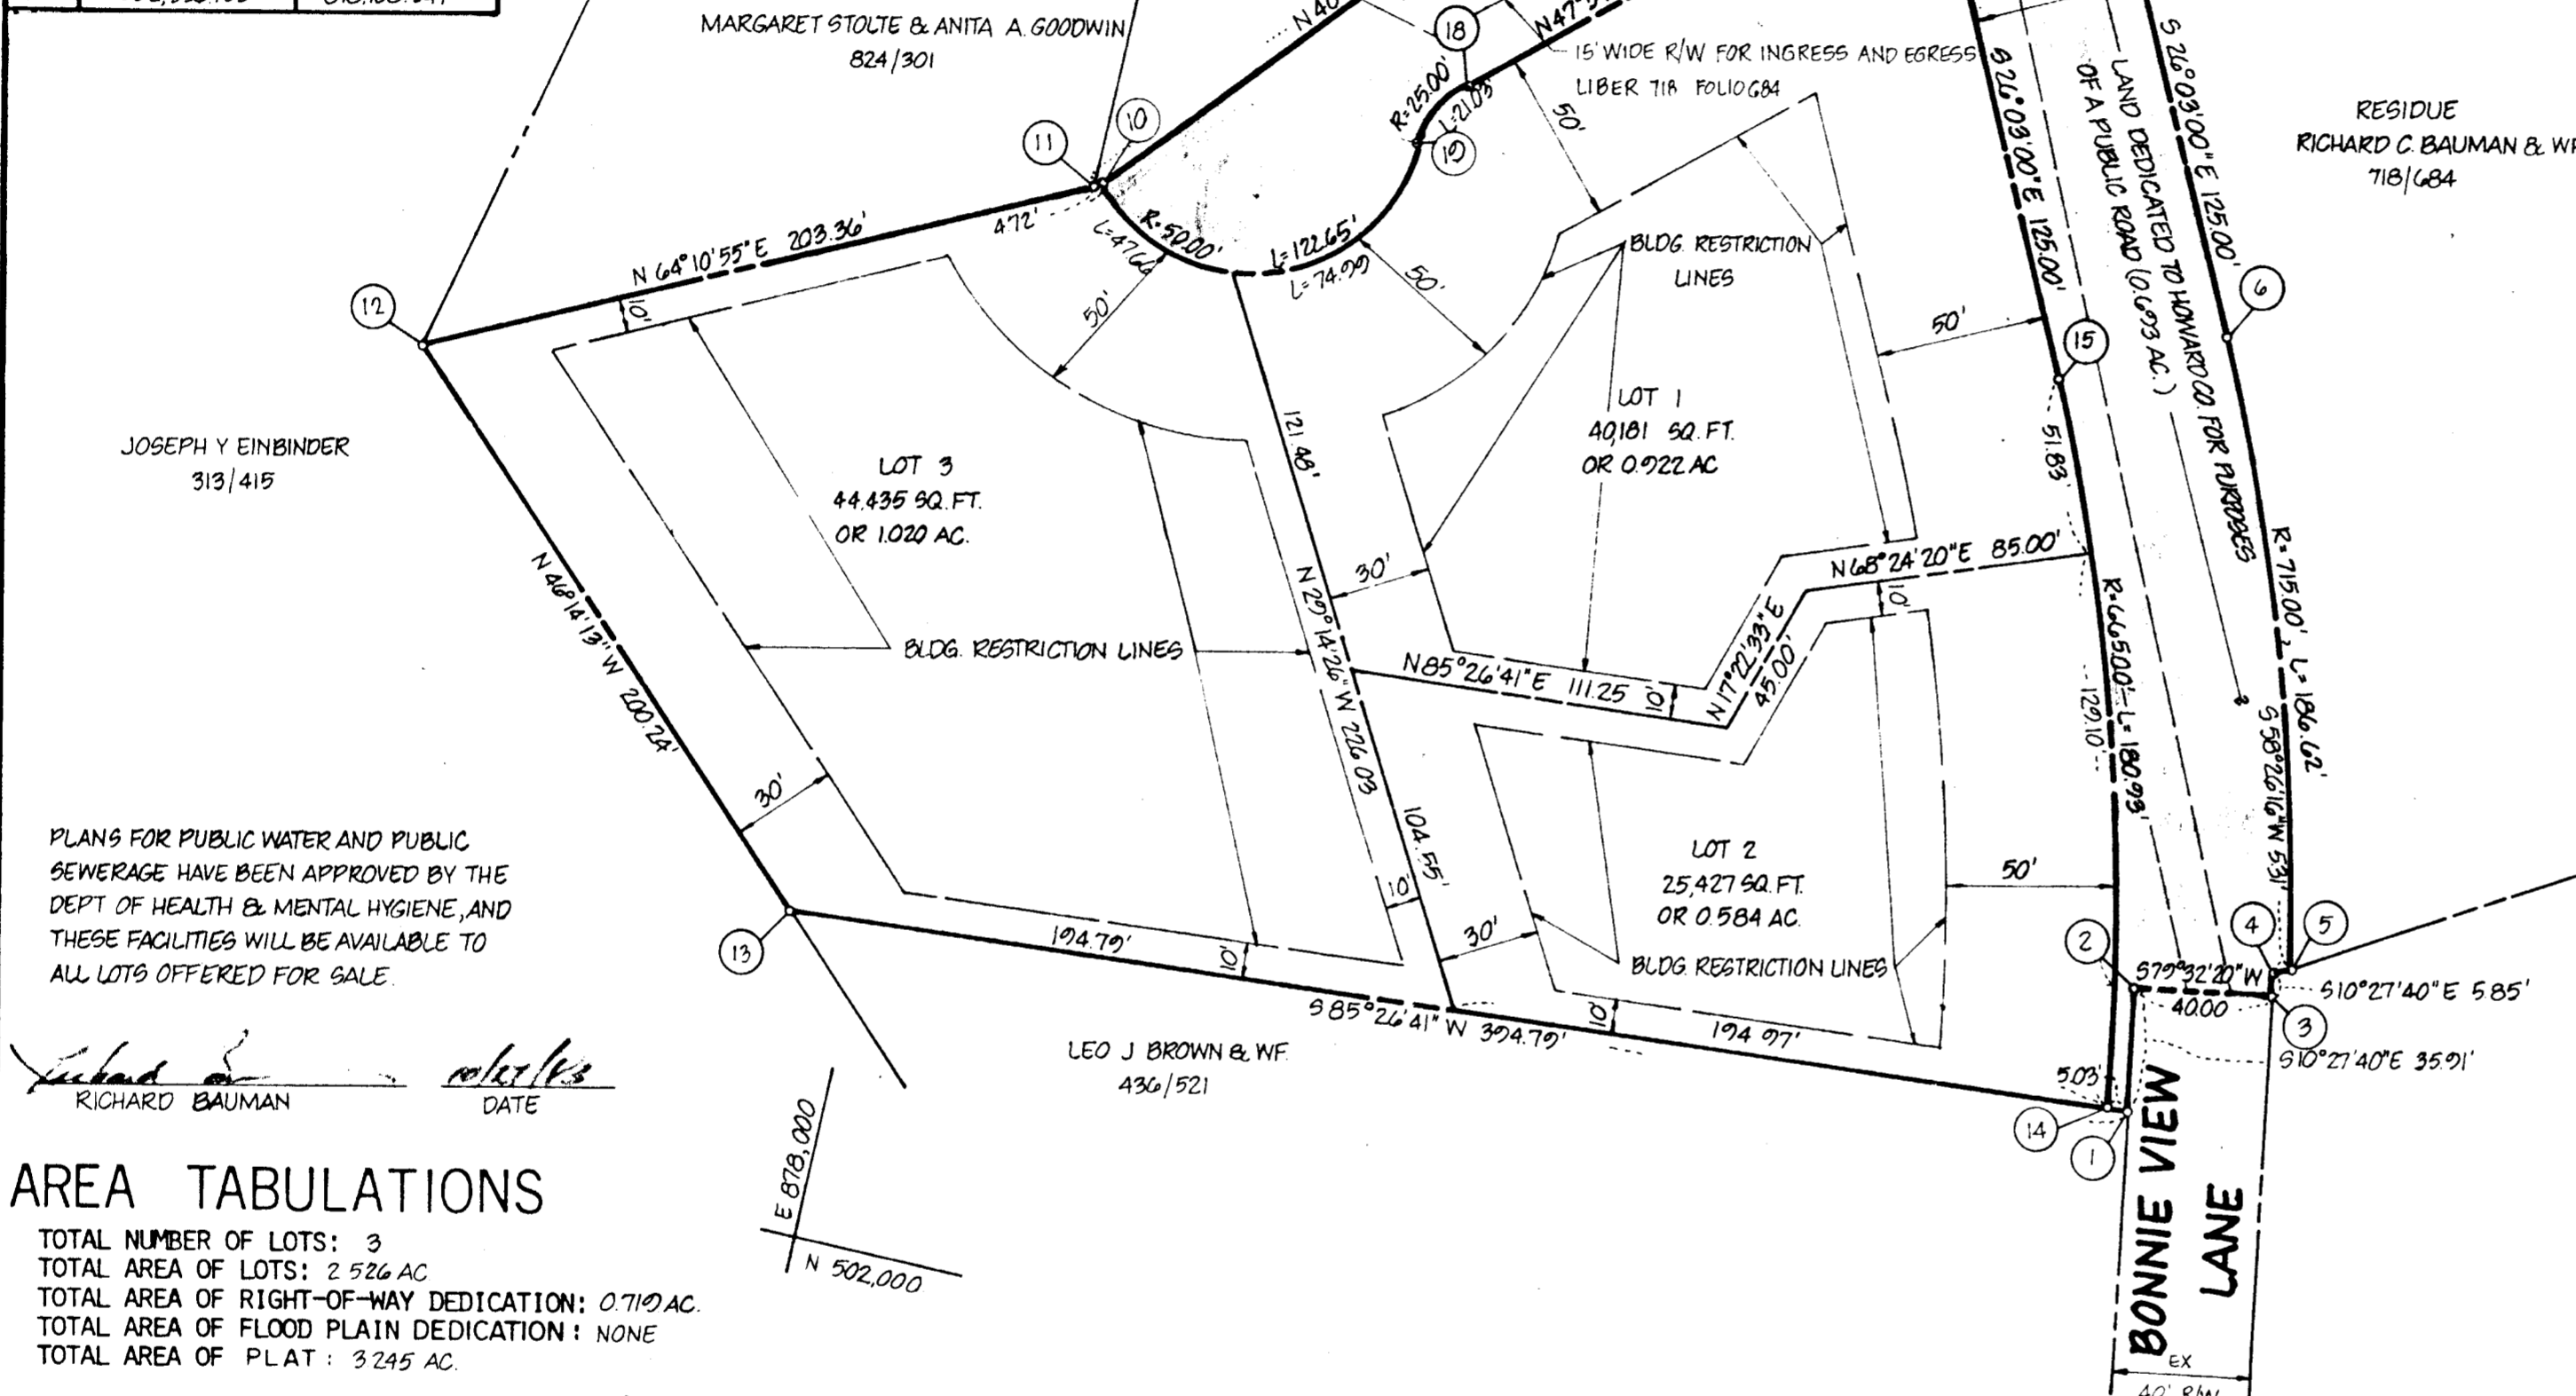 MARGARET STOLTE & ANITA A. GOODWIN
824/301
18
15' WIDE R/W FOR INGRESS AND EGRESS
LIBER 718 FOLIO 684
R=25.00'
L=21.03'
19
50'
10
11
4.72'
N 64°10'55"E 203.36'
12
10'
R=50.00'
L=47.66'
L=122.65'
L=74.99
50'
50'
BLDG. RESTRICTION
LINES
S 26°03'00"E 125.00'
S 26°03'00"E 125.00'
LAND DEDICATED TO HOWARD CO. FOR PURPOSES
OF A PUBLIC ROAD (0.693 AC.)
RESIDUE
RICHARD C. BAUMAN & WF
718/684
6
50'
15
51.83'
JOSEPH Y EINBINDER
313/415
LOT 3
44,435 SQ. FT.
OR 1.020 AC.
121.48'
LOT 1
40,181 SQ. FT.
OR 0.922 AC
30'
N 68°24'20"E 85.00'
10'
N 17°22'33"E
45.00'
N 85°26'41"E 111.25
10'
BLDG. RESTRICTION LINES
N 29°14'26"W 226.03
N 46°14'13"W 200.24'
30'
104.55'
R=665.00' L=180.93'
129.10'
R=715.00', L=186.62'
S 58°26'16"W 5.31'
PLANS FOR PUBLIC WATER AND PUBLIC
SEWERAGE HAVE BEEN APPROVED BY THE
DEPT OF HEALTH & MENTAL HYGIENE, AND
THESE FACILITIES WILL BE AVAILABLE TO
ALL LOTS OFFERED FOR SALE.
LOT 2
25,427 SQ. FT.
OR 0.584 AC.
50'
10'
30'
BLDG. RESTRICTION LINES
13
194.79'
10'
2
4
5
S79°32'20"W
40.00
S10°27'40"E 5.85'
3
S10°27'40"E 35.91'
S 85°26'41"W 394.79'
10'
194.97'
5.03'
14
1
LEO J BROWN & WF.
436/521
RICHARD BAUMAN
DATE
E 878,000
N 502,000
BONNIE VIEW
LANE
EX
40' R/W
AREA TABULATIONS
TOTAL NUMBER OF LOTS: 3
TOTAL AREA OF LOTS: 2 526 AC
TOTAL AREA OF RIGHT-OF-WAY DEDICATION: 0.719 AC.
TOTAL AREA OF FLOOD PLAIN DEDICATION: NONE
TOTAL AREA OF PLAT: 3 245 AC.